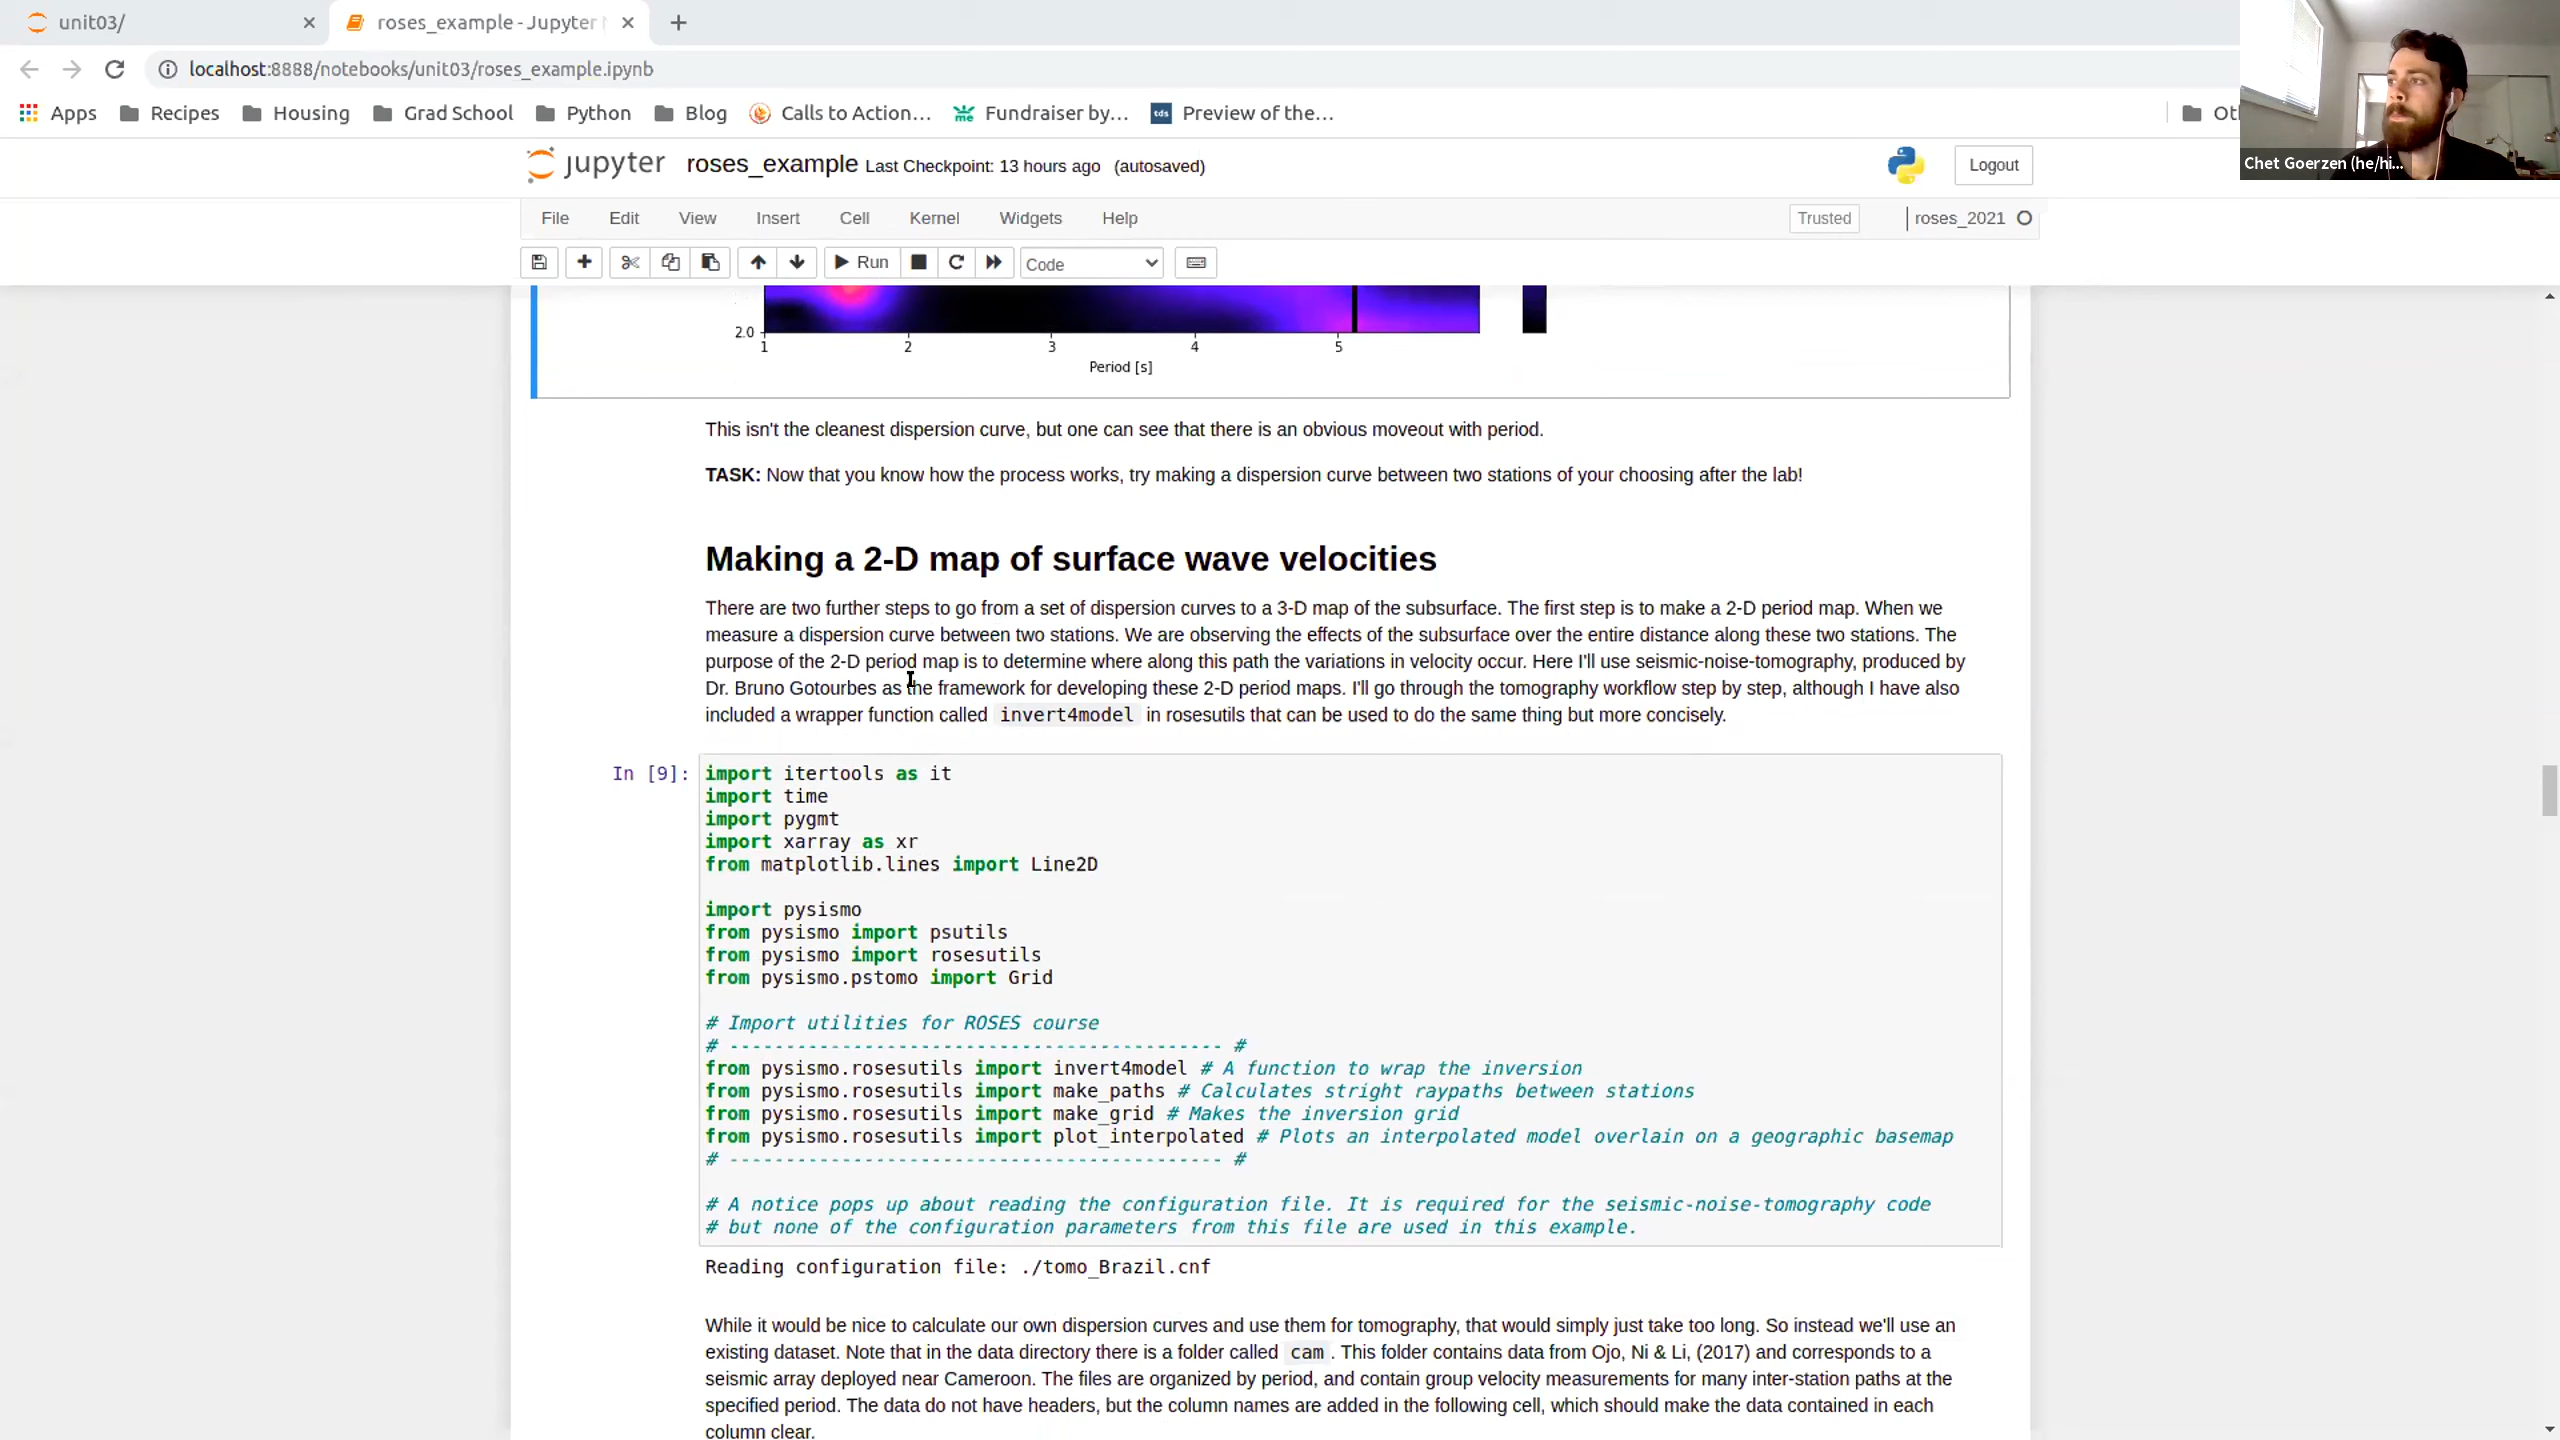 unit03/
roses_example - Jupyter
localhost:8888/notebooks/unit03/roses_example.ipynb
Apps Recipes Housing Grad School Python Blog Calls to Action… Fundraiser by… tds Preview of the…
Chet Goerzen (he/hi...
jupyter roses_example Last Checkpoint: 13 hours ago (autosaved) Logout
File Edit View Insert Cell Kernel Widgets Help Trusted roses_2021
Run Code
2.0
1 2 3 4 5
Period [s]
This isn't the cleanest dispersion curve, but one can see that there is an obvious moveout with period.
TASK: Now that you know how the process works, try making a dispersion curve between two stations of your choosing after the lab!
Making a 2-D map of surface wave velocities
There are two further steps to go from a set of dispersion curves to a 3-D map of the subsurface. The first step is to make a 2-D period map. When we
measure a dispersion curve between two stations. We are observing the effects of the subsurface over the entire distance along these two stations. The
purpose of the 2-D period map is to determine where along this path the variations in velocity occur. Here I'll use seismic-noise-tomography, produced by
Dr. Bruno Gotourbes as the framework for developing these 2-D period maps. I'll go through the tomography workflow step by step, although I have also
included a wrapper function called invert4model in rosesutils that can be used to do the same thing but more concisely.
In [9]: import itertools as it
import time
import pygmt
import xarray as xr
from matplotlib.lines import Line2D
import pysismo
from pysismo import psutils
from pysismo import rosesutils
from pysismo.pstomo import Grid
# Import utilities for ROSES course
# -------------------------------------------- #
from pysismo.rosesutils import invert4model # A function to wrap the inversion
from pysismo.rosesutils import make_paths # Calculates stright raypaths between stations
from pysismo.rosesutils import make_grid # Makes the inversion grid
from pysismo.rosesutils import plot_interpolated # Plots an interpolated model overlain on a geographic basemap
# -------------------------------------------- #
# A notice pops up about reading the configuration file. It is required for the seismic-noise-tomography code
# but none of the configuration parameters from this file are used in this example.
Reading configuration file: ./tomo_Brazil.cnf
While it would be nice to calculate our own dispersion curves and use them for tomography, that would simply just take too long. So instead we'll use an
existing dataset. Note that in the data directory there is a folder called cam . This folder contains data from Ojo, Ni & Li, (2017) and corresponds to a
seismic array deployed near Cameroon. The files are organized by period, and contain group velocity measurements for many inter-station paths at the
specified period. The data do not have headers, but the column names are added in the following cell, which should make the data contained in each
column clear.